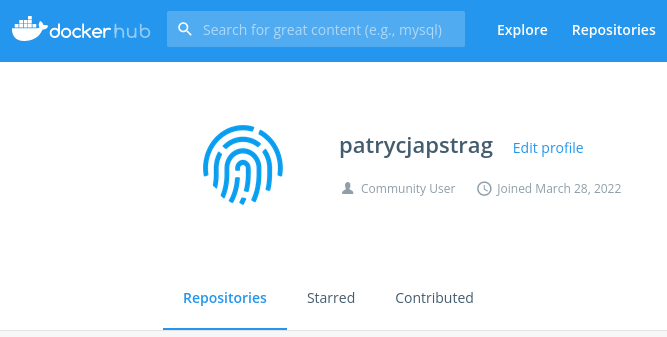 docker hub
Search for great content (e.g., mysql)
Explore
Repositories
patrycjapstrag
Edit profile
Community User
Joined March 28, 2022
Repositories
Starred
Contributed